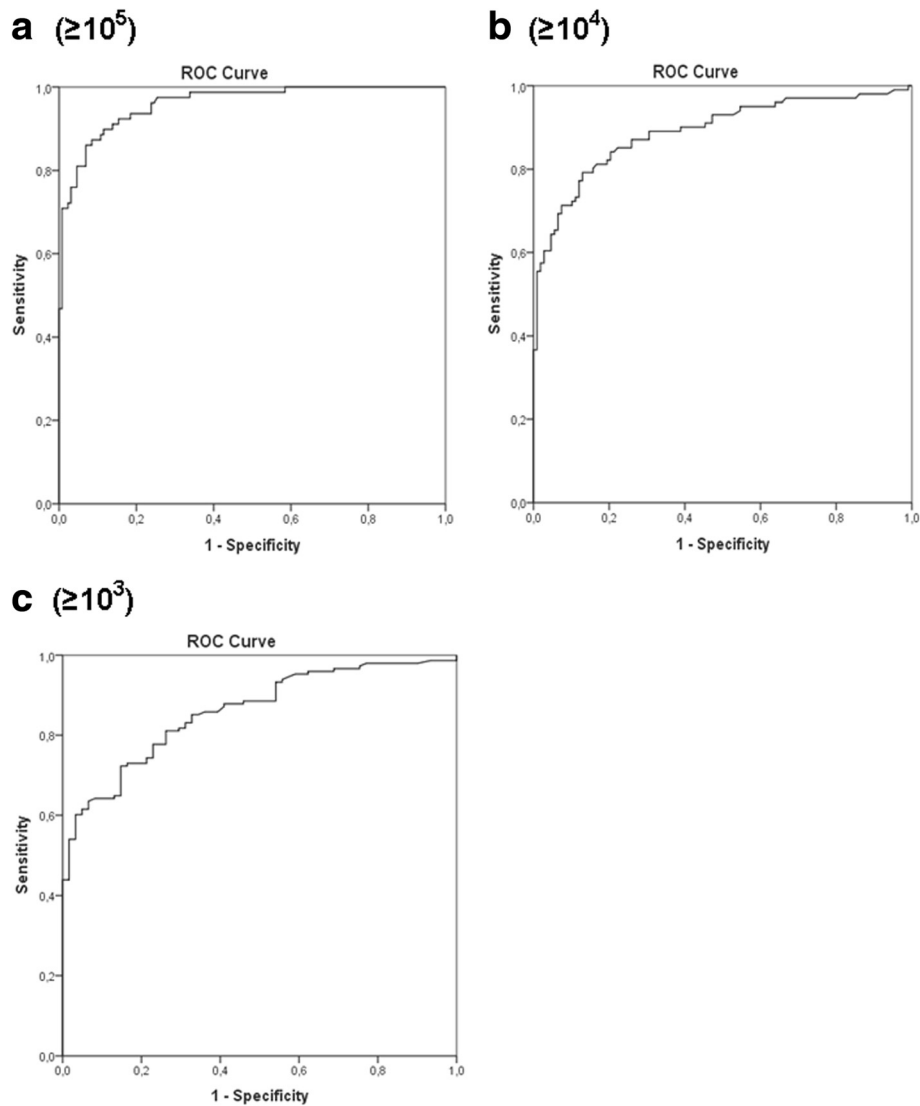 a (≥10⁵)
ROC Curve
1,0
0,8
0,6
0,4
0,2
0,0
Sensitivity
0,0 0,2 0,4 0,6 0,8 1,0
1 - Specificity
b (≥10⁴)
ROC Curve
1,0
0,8
0,6
0,4
0,2
0,0
Sensitivity
0,0 0,2 0,4 0,6 0,8 1,0
1 - Specificity
c (≥10³)
ROC Curve
1,0
0,8
0,6
0,4
0,2
0,0
Sensitivity
0,0 0,2 0,4 0,6 0,8 1,0
1 - Specificity